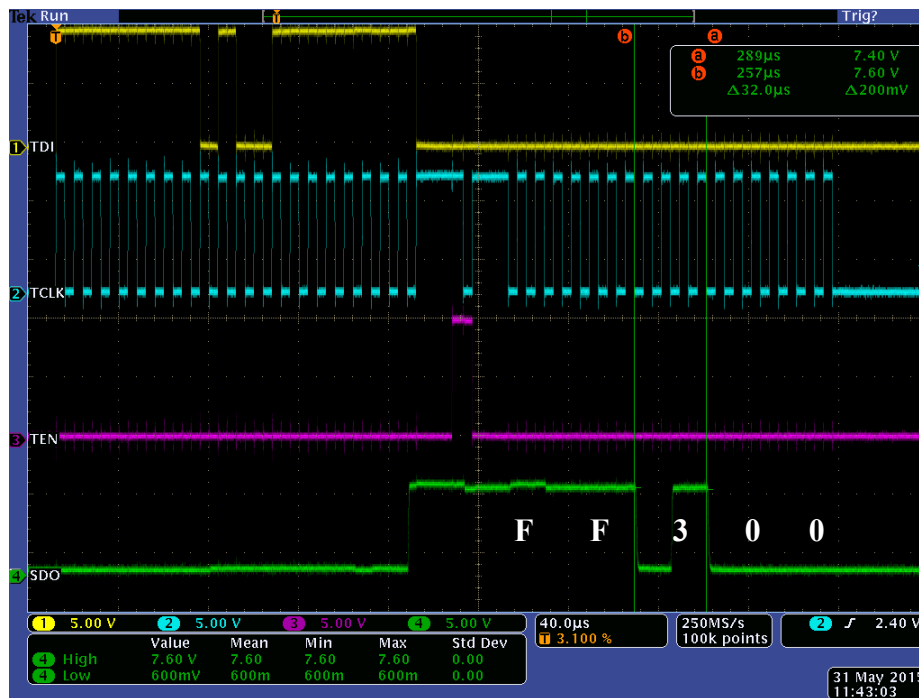 Tek Run Trig?
T
T
b a
a 289µs 7.40 V
b 257µs 7.60 V
Δ32.0µs Δ200mV
1 TDI
2 TCLK
3 TEN
F F 3 0 0
4 SDO
1 5.00 V 2 5.00 V 3 5.00 V 4 5.00 V 40.0µs 250MS/s 2 2.40 V
T 3.100 % 100k points
Value Mean Min Max Std Dev
4 High 7.60 V 7.60 7.60 7.60 0.00
4 Low 600mV 600m 600m 600m 0.00
11:43:03